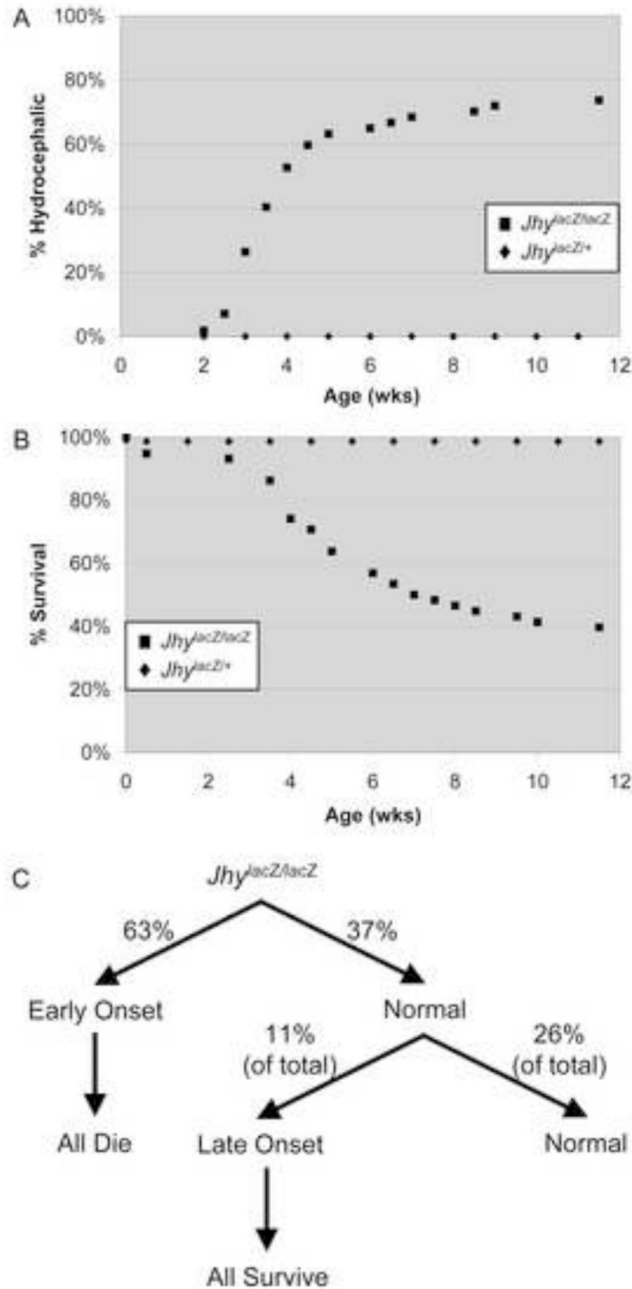 A
100%
80%
60%
40%
20%
0%
% Hydrocephalic
Jhy^lacZ/lacZ
Jhy^lacZ/+
0 2 4 6 8 10 12
Age (wks)
B
100%
80%
60%
40%
20%
0%
% Survival
Jhy^lacZ/lacZ
Jhy^lacZ/+
0 2 4 6 8 10 12
Age (wks)
C
Jhy^lacZ/lacZ
63% 37%
Early Onset Normal
11% 26%
(of total) (of total)
All Die Late Onset Normal
All Survive